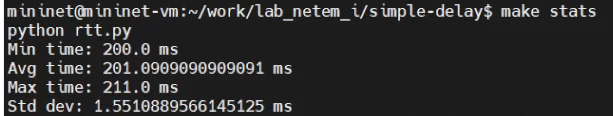 mininet@mininet-vm:~/work/lab_netem_i/simple-delay$ make stats
python rtt.py
Min time: 200.0 ms
Avg time: 201.0909090909091 ms
Max time: 211.0 ms
Std dev: 1.5510889566145125 ms